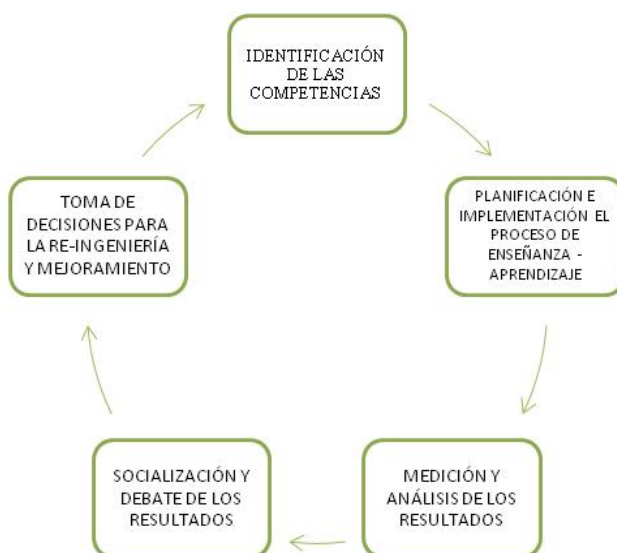 IDENTIFICACIÓN
DE LAS
COMPETENCIAS
PLANIFICACIÓN E
IMPLEMENTACIÓN EL
PROCESO DE
ENSEÑANZA -
APRENDIZAJE
MEDICIÓN Y
ANÁLISIS DE LOS
RESULTADOS
SOCIALIZACIÓN Y
DEBATE DE LOS
RESULTADOS
TOMA DE
DECISIONES PARA
LA RE-INGENIERÍA
Y MEJORAMIENTO